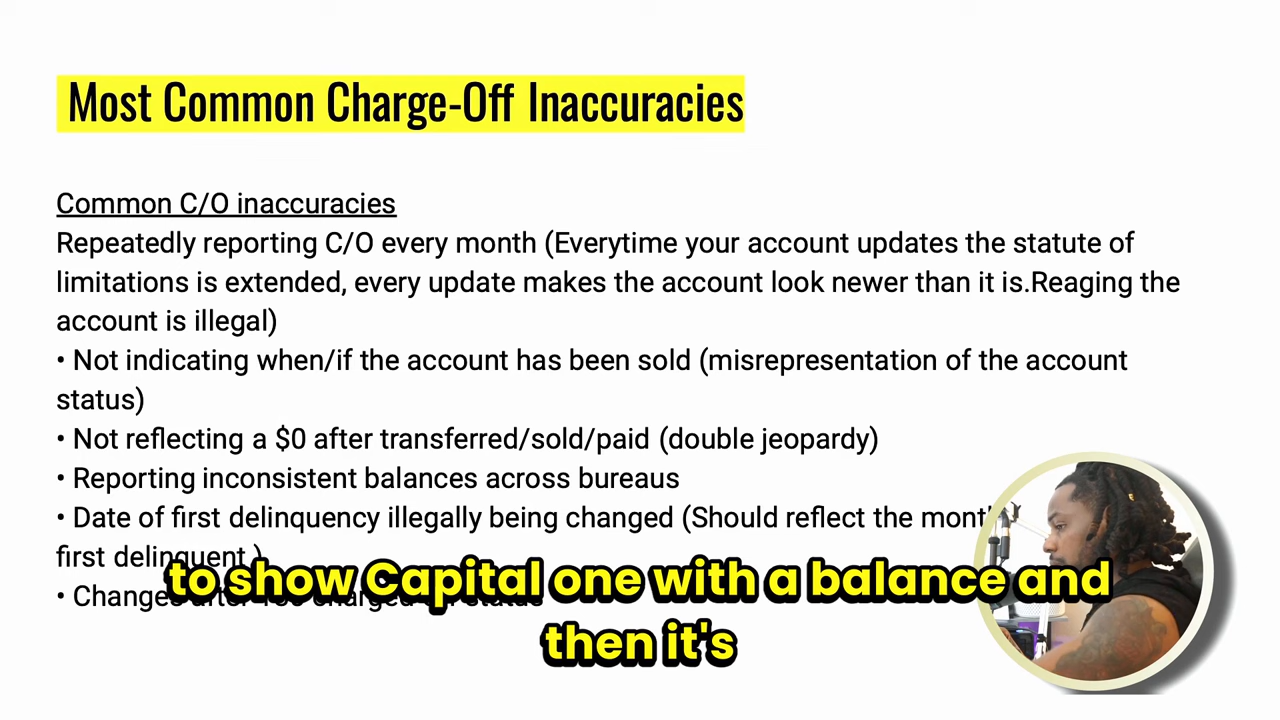 Most Common Charge-Off Inaccuracies
Common C/O inaccuracies
Repeatedly reporting C/O every month (Everytime your account updates the statute of
limitations is extended, every update makes the account look newer than it is.Reaging the
account is illegal)
• Not indicating when/if the account has been sold (misrepresentation of the account
status)
• Not reflecting a $0 after transferred/sold/paid (double jeopardy)
• Reporting inconsistent balances across bureaus
• Date of first delinquency illegally being changed (Should reflect the month
first delinquent.)
• Changes after
to show Capital one with a balance and
then it's